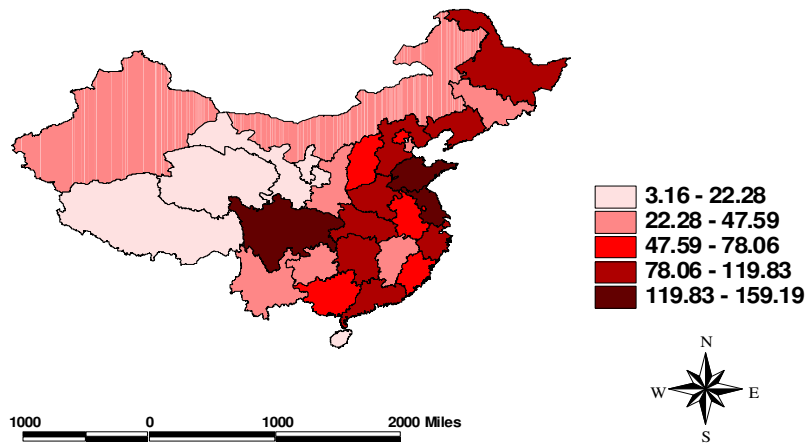 3.16 - 22.28
22.28 - 47.59
47.59 - 78.06
78.06 - 119.83
119.83 - 159.19
N
W E
S
1000 0 1000 2000 Miles